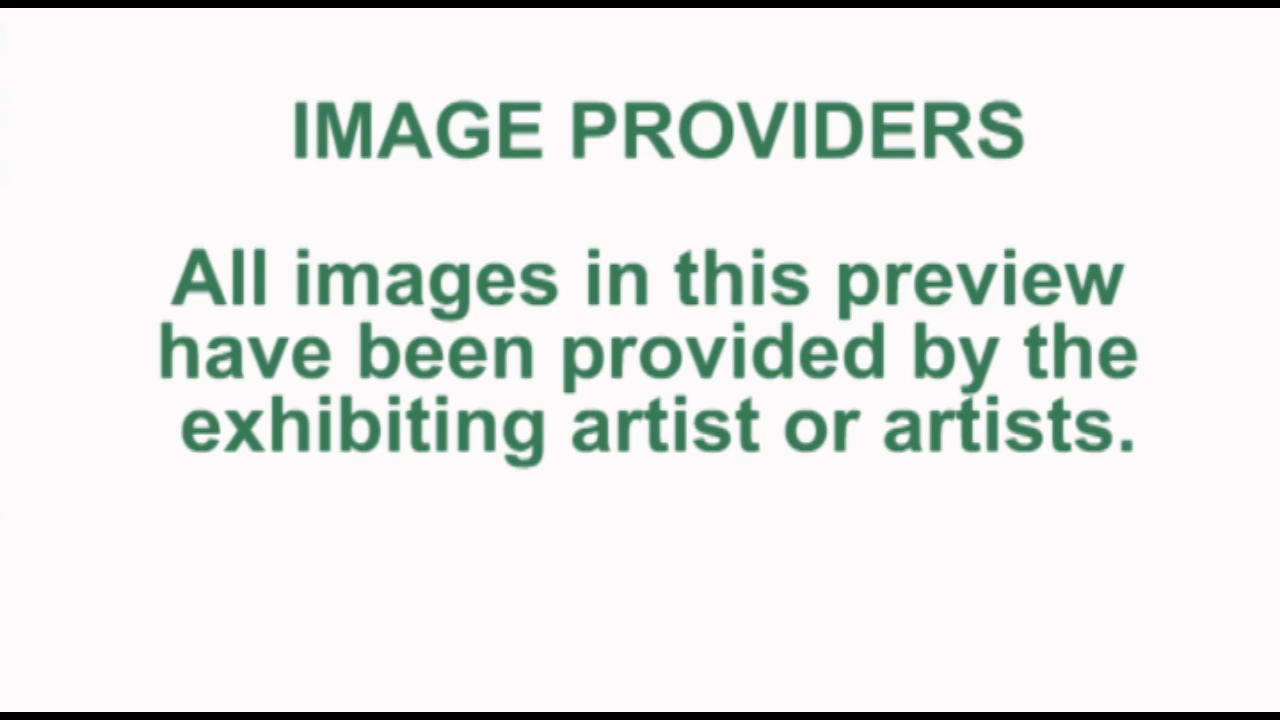 IMAGE PROVIDERS
All images in this preview
have been provided by the
exhibiting artist or artists.